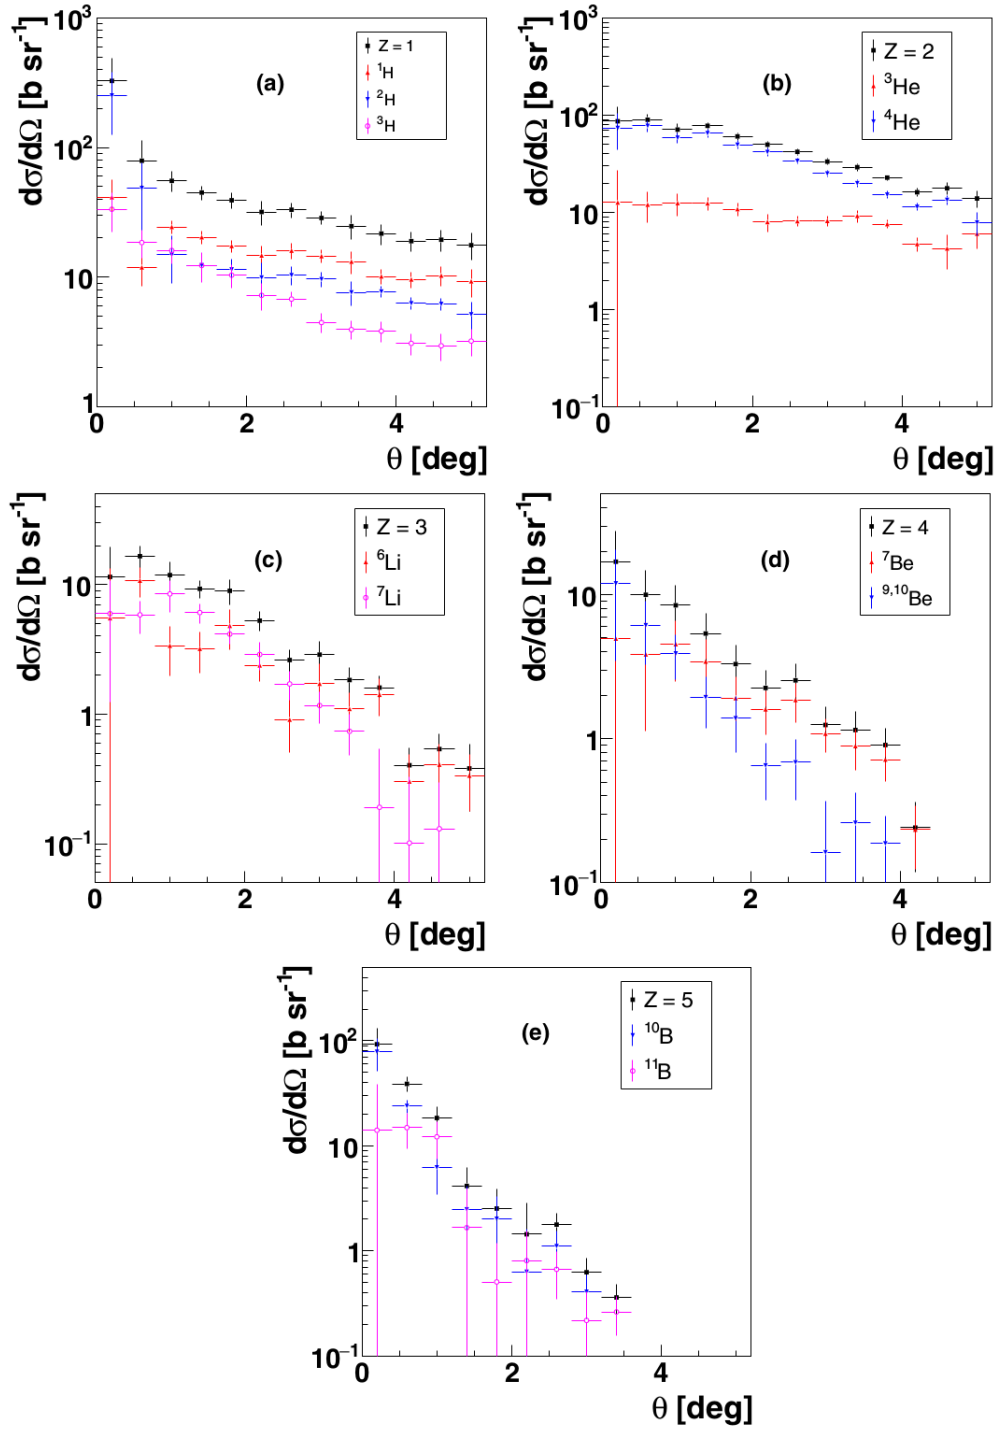 (a)
dσ/dΩ [b sr⁻¹]
10³
10²
10
1
Z = 1
¹H
²H
³H
0 2 4
θ [deg]
(b)
dσ/dΩ [b sr⁻¹]
10³
10²
10
1
10⁻¹
Z = 2
³He
⁴He
0 2 4
θ [deg]
(c)
dσ/dΩ [b sr⁻¹]
10
1
10⁻¹
Z = 3
⁶Li
⁷Li
0 2 4
θ [deg]
(d)
dσ/dΩ [b sr⁻¹]
10
1
10⁻¹
Z = 4
⁷Be
⁹,¹⁰Be
0 2 4
θ [deg]
(e)
dσ/dΩ [b sr⁻¹]
10²
10
1
10⁻¹
Z = 5
¹⁰B
¹¹B
0 2 4
θ [deg]